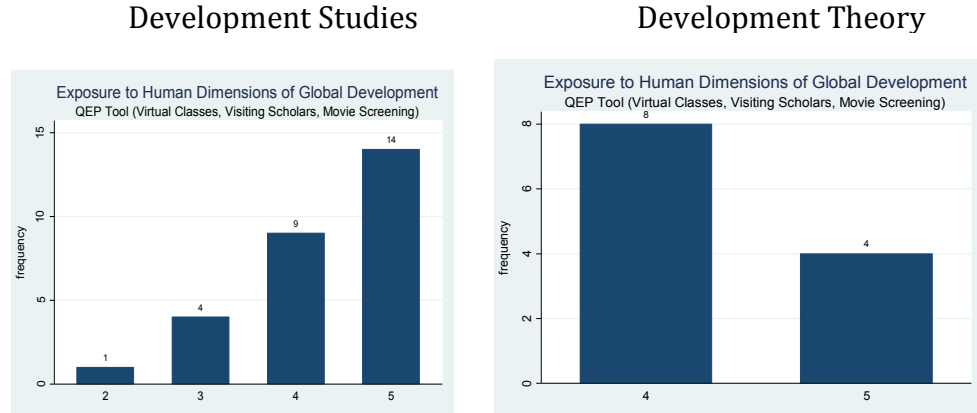 Development Studies
Development Theory
Exposure to Human Dimensions of Global Development
QEP Tool (Virtual Classes, Visiting Scholars, Movie Screening)
15
10
5
0
frequency
1
4
9
14
2
3
4
5
Exposure to Human Dimensions of Global Development
QEP Tool (Virtual Classes, Visiting Scholars, Movie Screening)
8
6
4
2
0
frequency
8
4
4
5